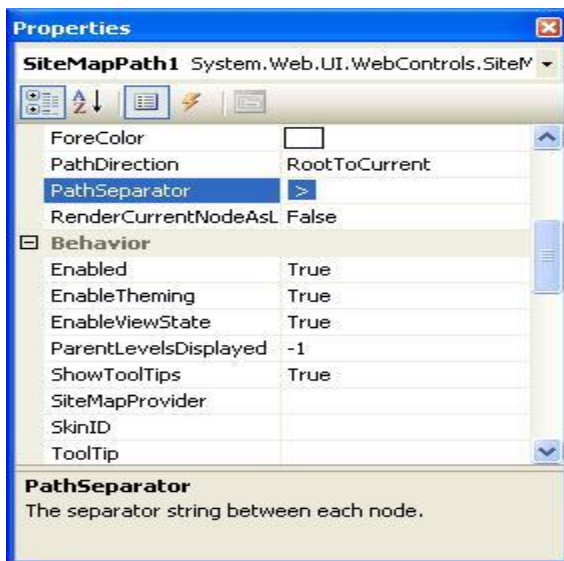 Properties
SiteMapPath1 System.Web.UI.WebControls.SiteM
ForeColor
PathDirection RootToCurrent
PathSeparator >
RenderCurrentNodeAsL False
Behavior
Enabled True
EnableTheming True
EnableViewState True
ParentLevelsDisplayed -1
ShowToolTips True
SiteMapProvider
SkinID
ToolTip
PathSeparator
The separator string between each node.